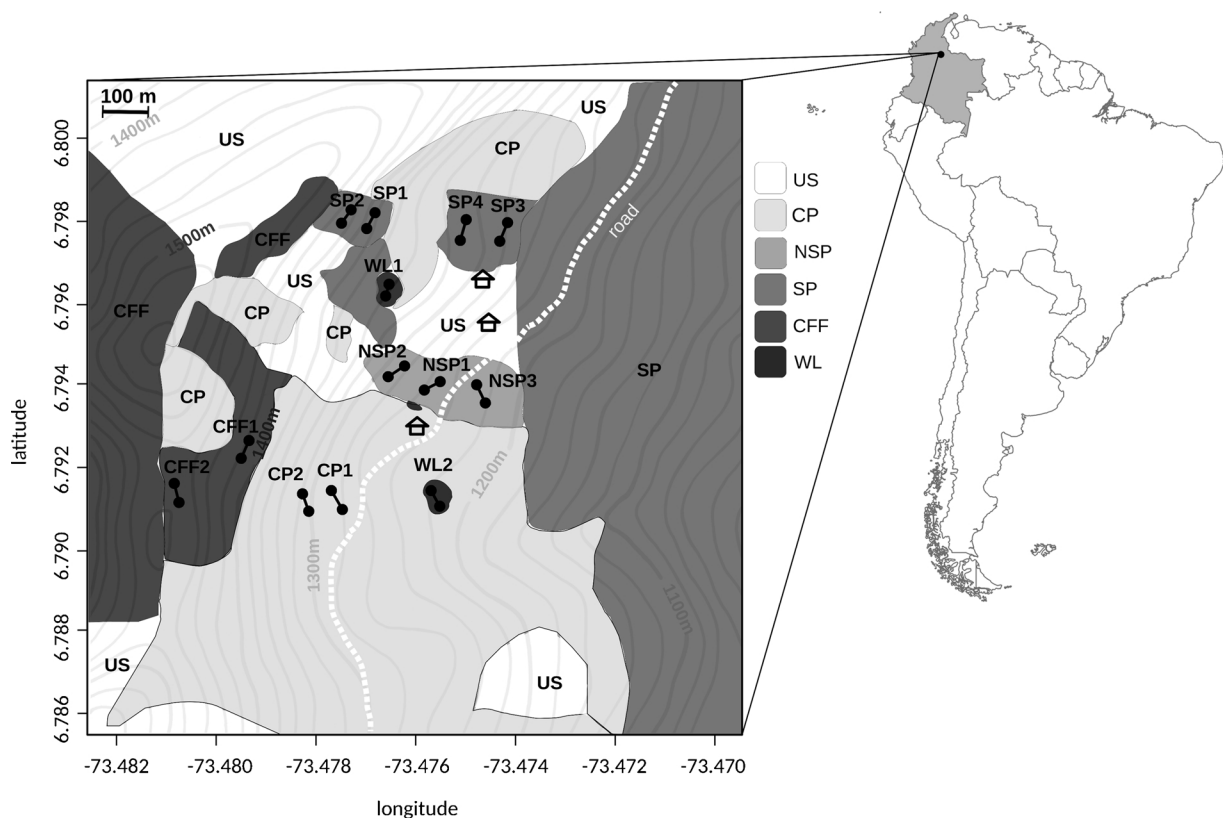 100 m
1400m
US
US
CP
6.800
6.798
6.796
6.794
6.792
6.790
6.788
6.786
latitude
SP2
SP1
SP4
SP3
road
1500m
CFF
US
WL1
CFF
CP
CP
US
NSP2
NSP1
NSP3
SP
CP
CFF1
1400m
CFF2
CP2
CP1
WL2
1200m
1300m
1100m
US
US
-73.482
-73.480
-73.478
-73.476
-73.474
-73.472
-73.470
longitude
US
CP
NSP
SP
CFF
WL